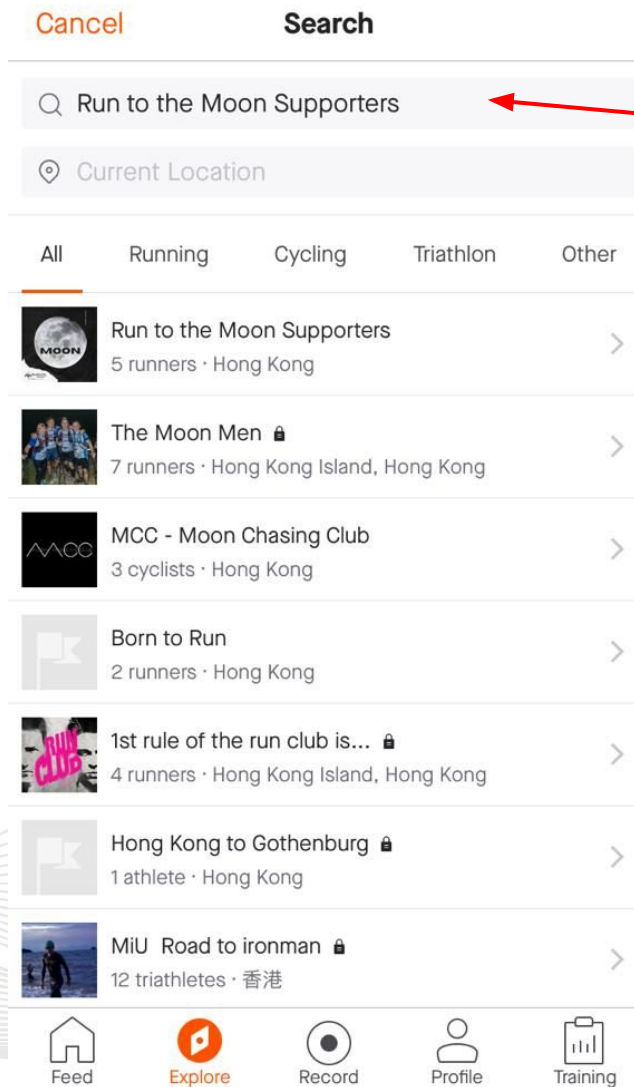 Cancel
Search
Run to the Moon Supporters
Current Location
All Running Cycling Triathlon Other
MOON
Run to the Moon Supporters
5 runners · Hong Kong
The Moon Men
7 runners · Hong Kong Island, Hong Kong
MCC
MCC - Moon Chasing Club
3 cyclists · Hong Kong
Born to Run
2 runners · Hong Kong
RUN
CLUB
1st rule of the run club is...
4 runners · Hong Kong Island, Hong Kong
Hong Kong to Gothenburg
1 athlete · Hong Kong
MiU Road to ironman
12 triathletes · 香港
Feed Explore Record Profile Training